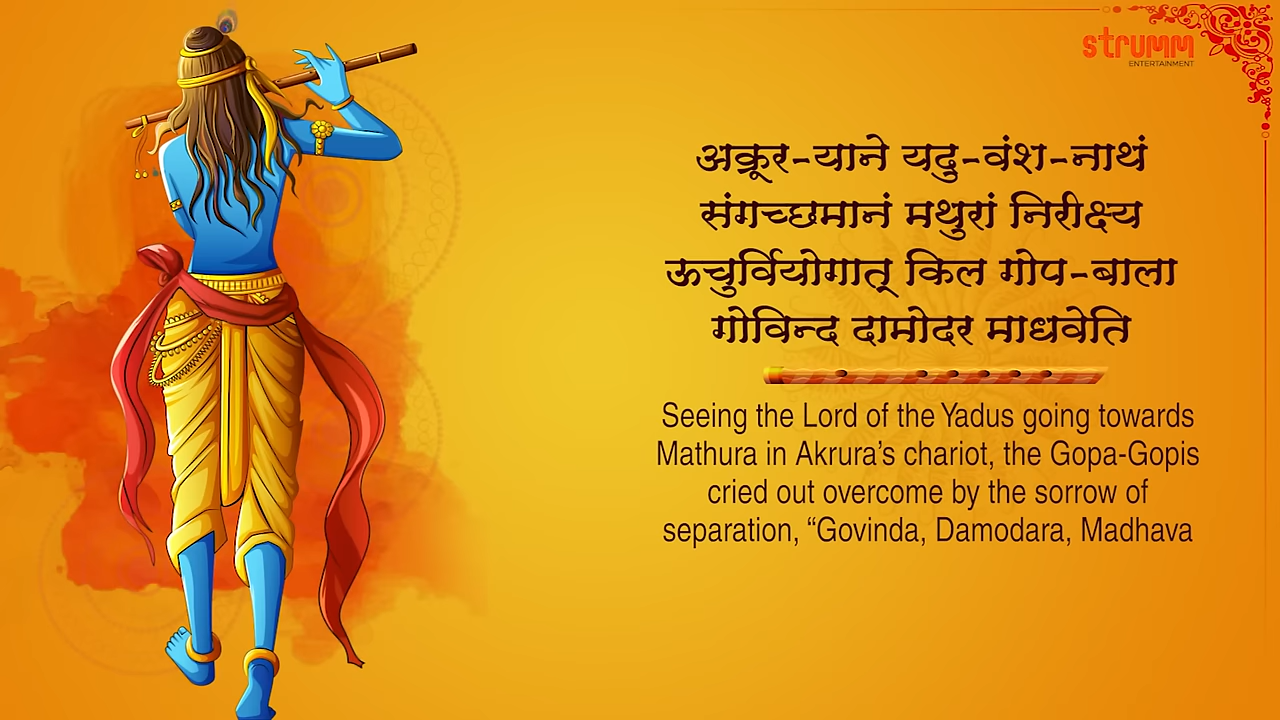 strumm
ENTERTAINMENT
अक्रूर-याने यदु-वंश-नाथं
संगच्छमानं मथुरां निरीक्ष्य
ऊचुर्वियोगात् किल गोप-बाला
गोविन्द दामोदर माधवेति
Seeing the Lord of the Yadus going towards
Mathura in Akrura’s chariot, the Gopa-Gopis
cried out overcome by the sorrow of
separation, “Govinda, Damodara, Madhava